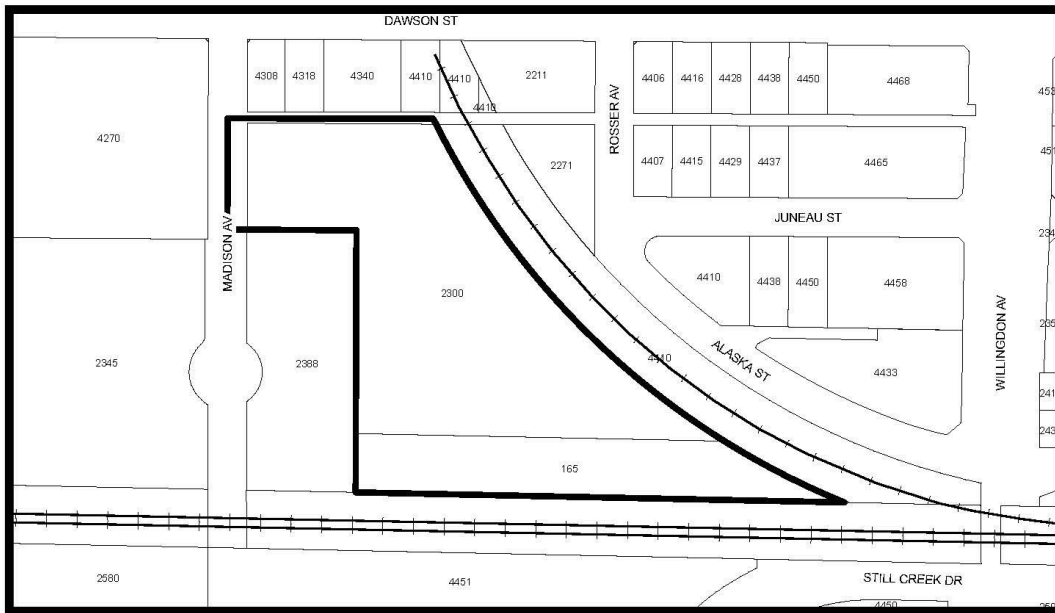 DAWSON ST
4308 4318 4340 4410 4410 2211
4410
4406 4416 4428 4438 4450 4468
ROSSER AV
4270
2271
4407 4415 4429 4437 4465
JUNEAU ST
MADISON AV
2300
4410 4438 4450 4458
WILLINGDON AV
2345
2388
4410
ALASKA ST
4433
165
2580
4451
STILL CREEK DR
4450